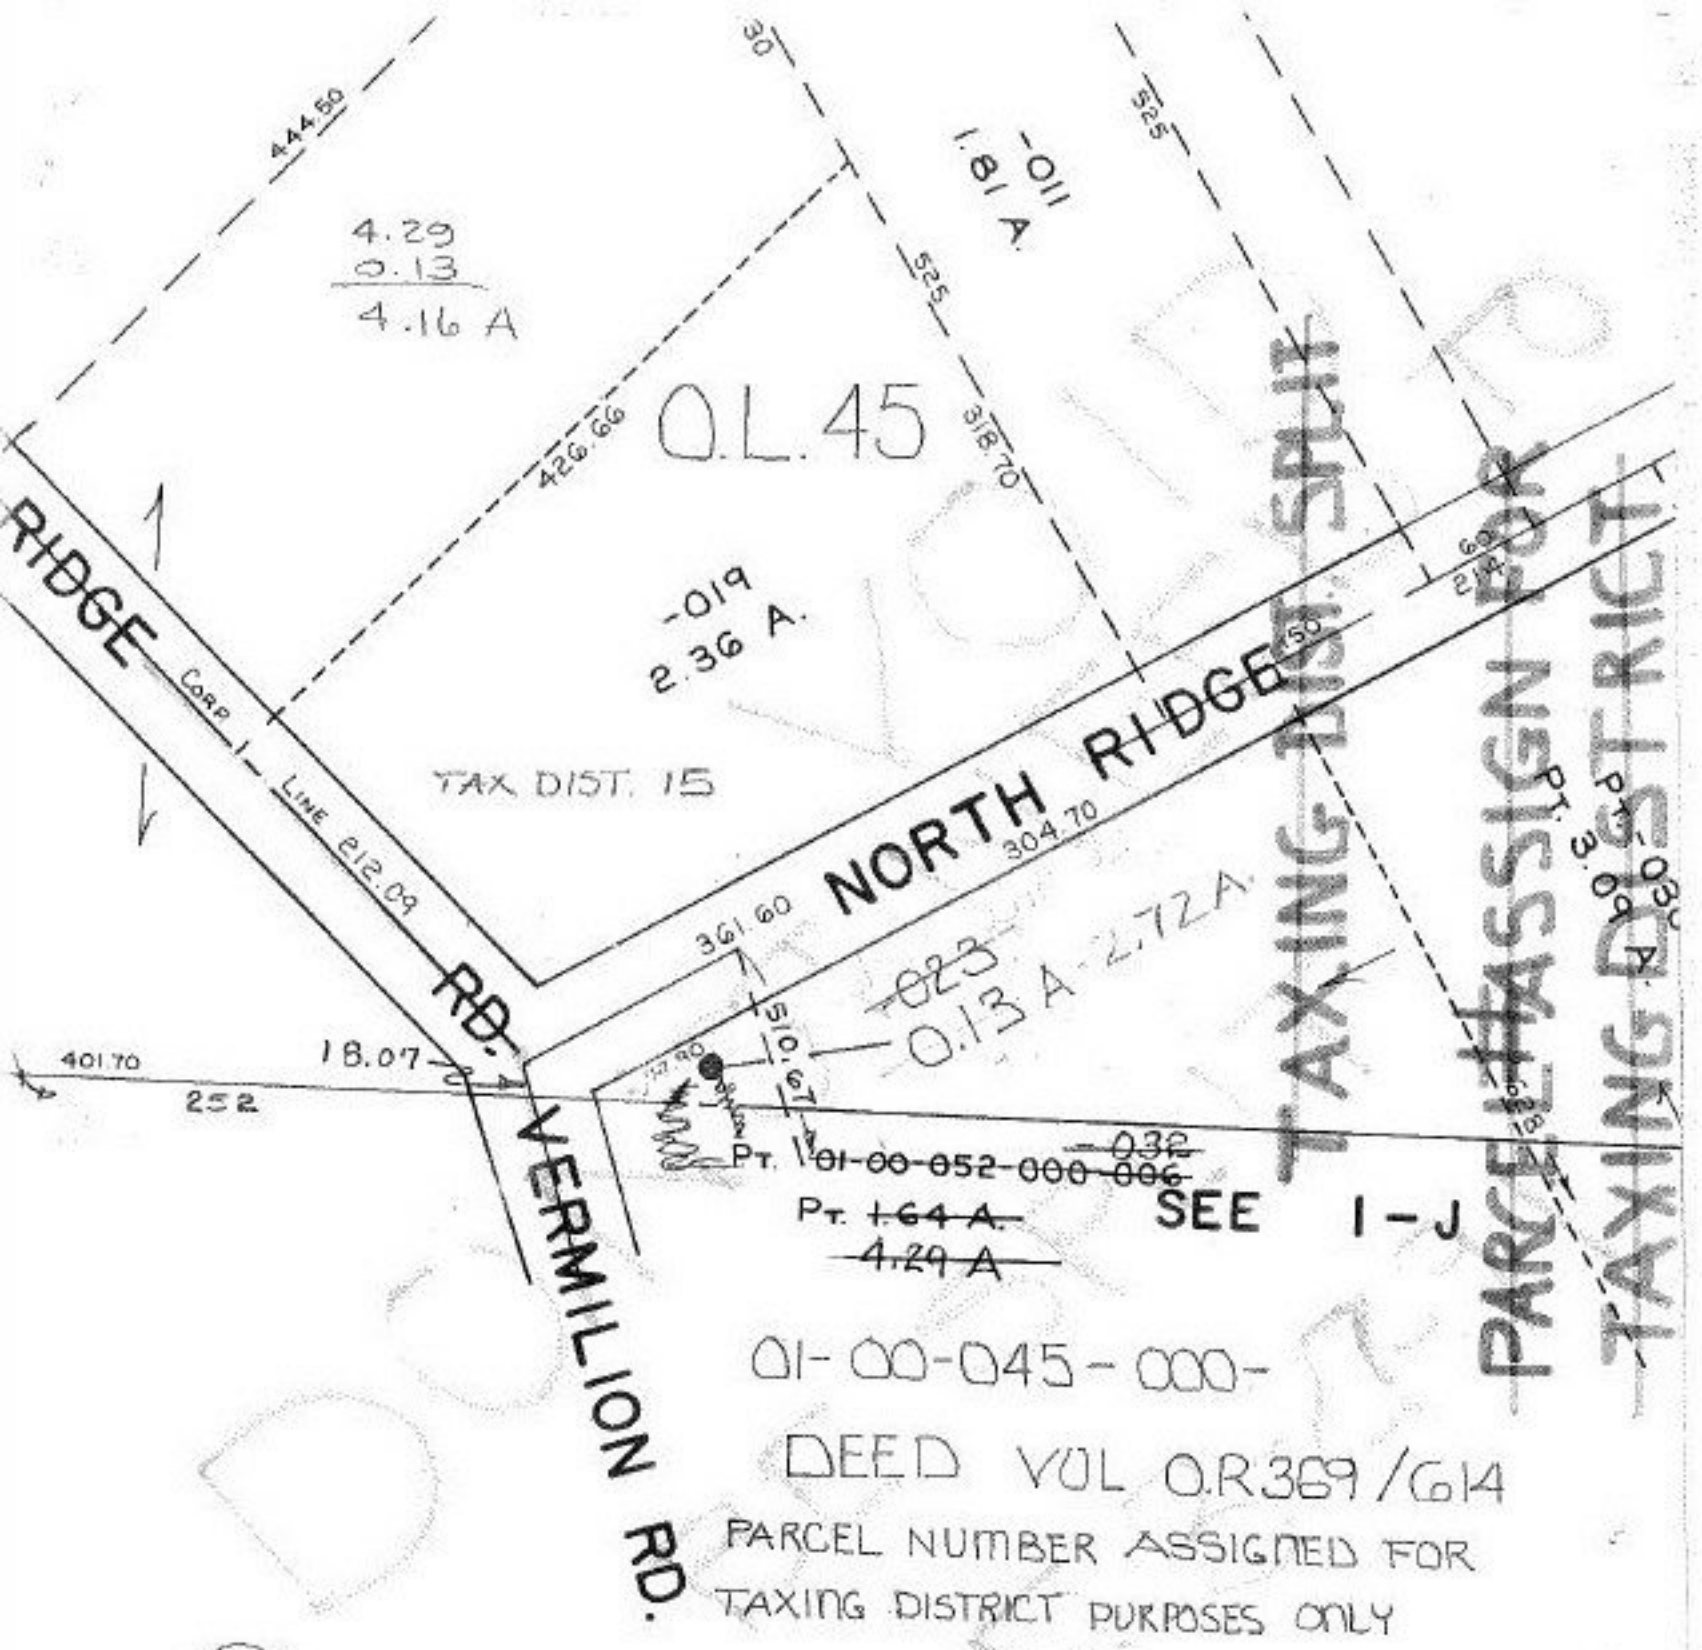 30
444.50
525
-011
1.81 A.
4.29
0.13
4.16 A
525
426.66
O.L. 45
318.70
RIDGE
RD.
-019
2.36 A.
60
219
150
CORP LINE 212.09
TAX DIST. 15
NORTH RIDGE
304.70
361.60
TAXING DIST. SPLIT
PARCEL ASSIGN FOR
TAXING DISTRICT
PT. -030
PT. 3.09 A.
-023
0.13 A - 2.72 A.
510.67
401.70
18.07
252
-032
PT. 01-00-052-000-006
PT. 1.64 A.
4.29 A
SEE 1-J
VERMILION RD.
01-00-045-000-
DEED VOL O.R 369/614
PARCEL NUMBER ASSIGNED FOR
TAXING DISTRICT PURPOSES ONLY